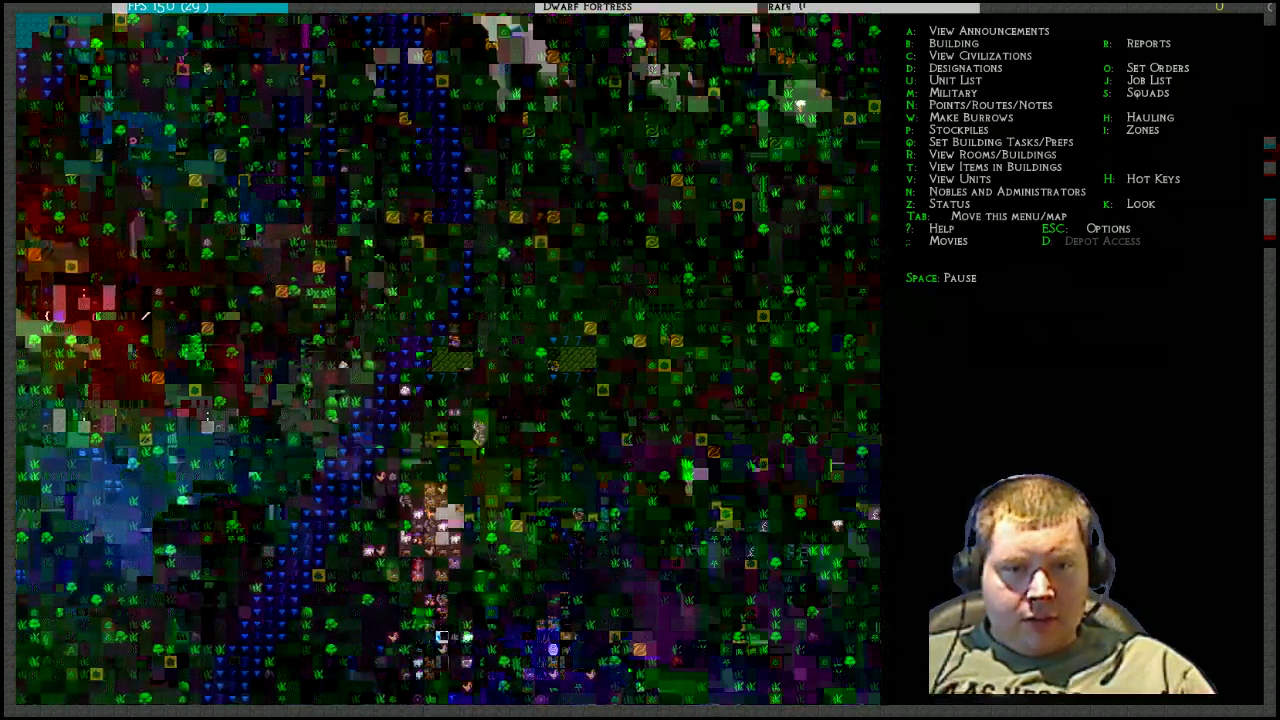 FPS 150 (29 )
DWARF FORTRESS
A: VIEW ANNOUNCEMENTS
B: BUILDING R: REPORTS
C: VIEW CIVILIZATIONS
D: DESIGNATIONS O: SET ORDERS
U: UNIT LIST J: JOB LIST
M: MILITARY S: SQUADS
N: POINTS/ROUTES/NOTES
W: MAKE BURROWS H: HAULING
P: STOCKPILES I: ZONES
Q: SET BUILDING TASKS/PREFS
R: VIEW ROOMS/BUILDINGS
T: VIEW ITEMS IN BUILDINGS
V: VIEW UNITS H: HOT KEYS
N: NOBLES AND ADMINISTRATORS
Z: STATUS K: LOOK
TAB: MOVE THIS MENU/MAP
?: HELP ESC: OPTIONS
;: MOVIES D DEPOT ACCESS
SPACE: PAUSE